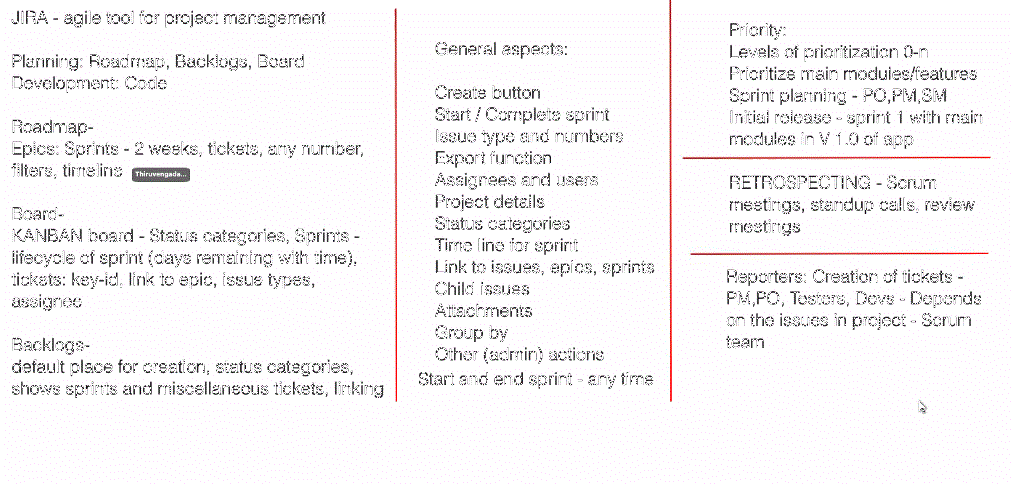 JIRA - agile tool for project management
Planning: Roadmap, Backlogs, Board
Development: Code
Roadmap-
Epics: Sprints - 2 weeks, tickets, any number,
filters, timeline
Thiruvengada...
Board-
KANBAN board - Status categories, Sprints -
lifecycle of sprint (days remaining with time),
tickets: key-id, link to epic, issue types,
assignee
Backlogs-
default place for creation, status categories,
shows sprints and miscellaneous tickets, linking
General aspects:
Create button
Start / Complete sprint
Issue type and numbers
Export function
Assignees and users
Project details
Status categories
Time line for sprint
Link to issues, epics, sprints
Child issues
Attachments
Group by
Other (admin) actions
Start and end sprint - any time
Priority:
Levels of prioritization 0-n
Prioritize main modules/features
Sprint planning - PO,PM,SM
Initial release - sprint 1 with main
modules in V 1.0 of app
RETROSPECTING - Scrum
meetings, standup calls, review
meetings
Reporters: Creation of tickets -
PM,PO, Testers, Devs - Depends
on the issues in project - Scrum
team